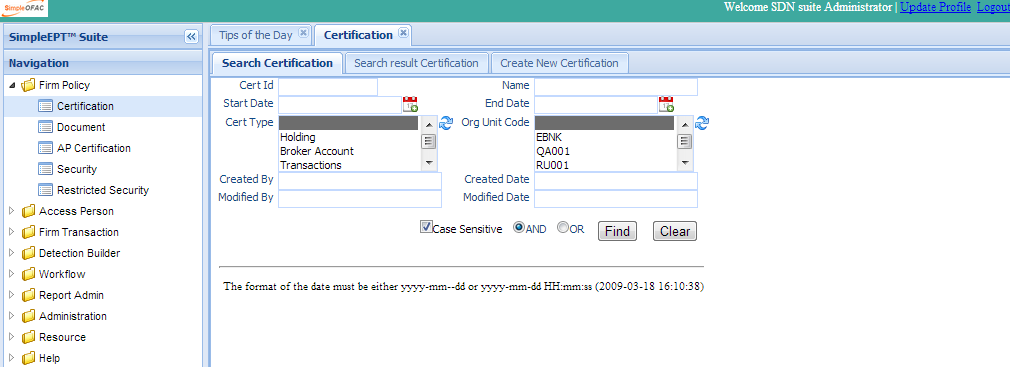 SimpleOFAC
Welcome SDN suite Administrator | Update Profile Logout
SimpleEPT™ Suite
Tips of the Day
Certification
Navigation
Search Certification
Search result Certification
Create New Certification
Firm Policy
Certification
Document
AP Certification
Security
Restricted Security
Access Person
Firm Transaction
Detection Builder
Workflow
Report Admin
Administration
Resource
Help
Cert Id
Name
Start Date
End Date
Cert Type
Holding
Broker Account
Transactions
Org Unit Code
EBNK
QA001
RU001
Created By
Created Date
Modified By
Modified Date
Case Sensitive AND OR Find Clear
The format of the date must be either yyyy-mm--dd or yyyy-mm-dd HH:mm:ss (2009-03-18 16:10:38)